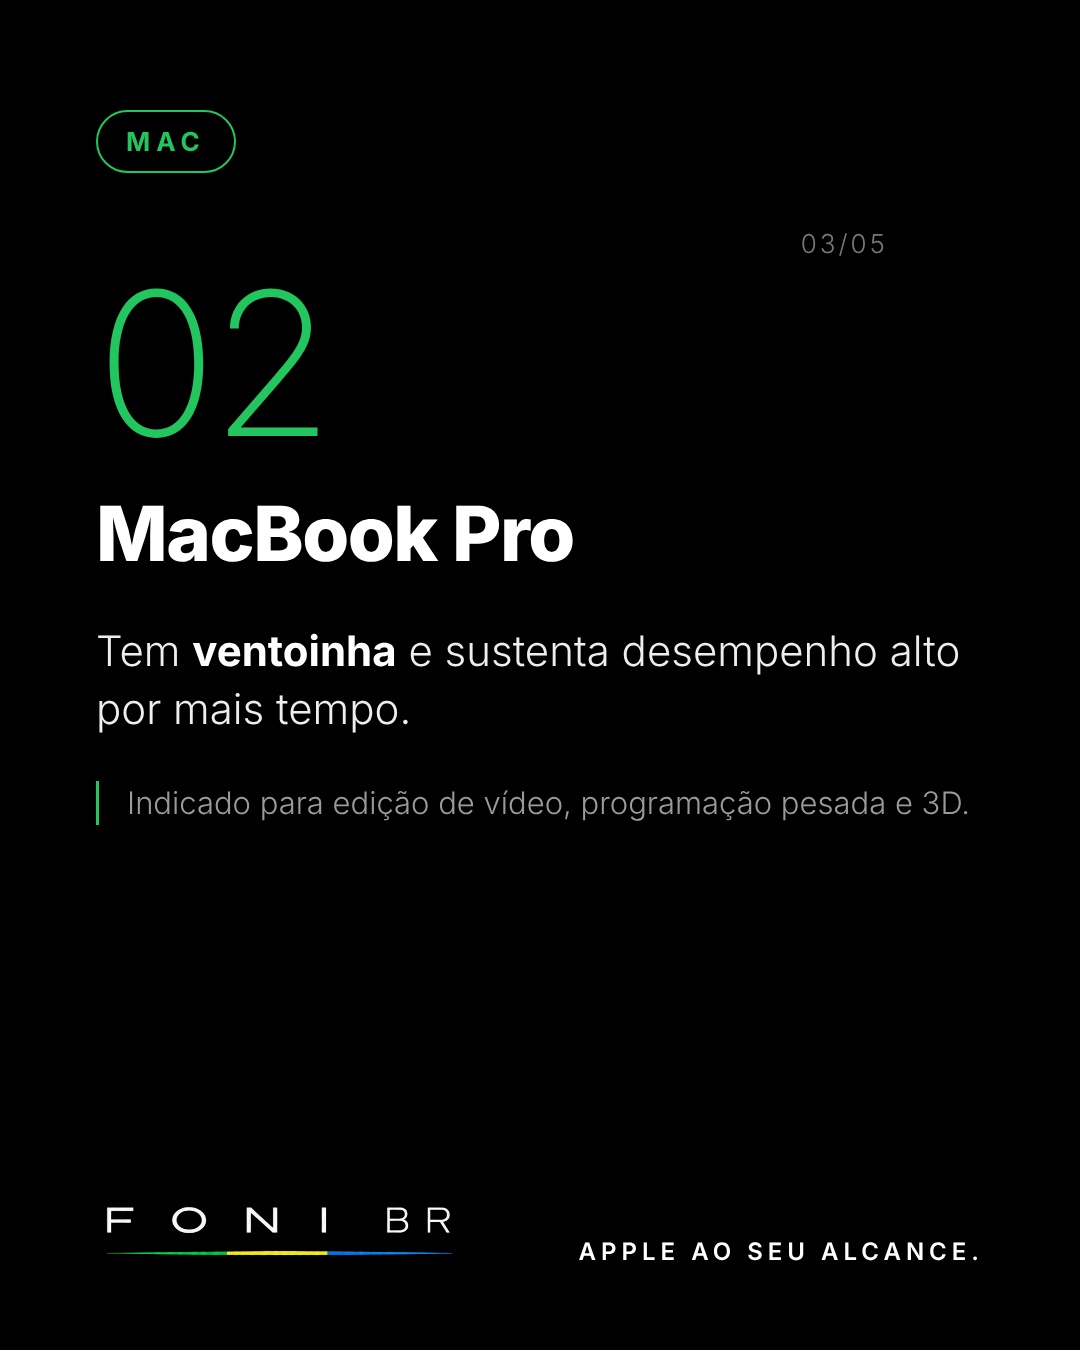 MAC
03/05
02
MacBook Pro
Tem ventoinha e sustenta desempenho alto
por mais tempo.
Indicado para edição de vídeo, programação pesada e 3D.
FONI BR
APPLE AO SEU ALCANCE.